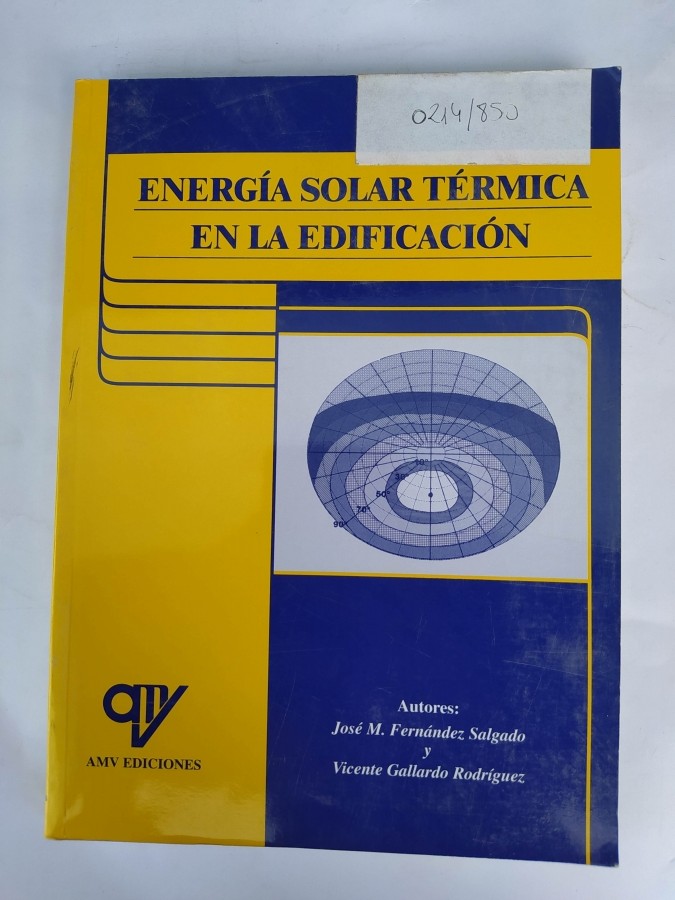 0214/850
ENERGÍA SOLAR TÉRMICA
EN LA EDIFICACIÓN
10°
30°
50°
70°
90°
Autores:
José M. Fernández Salgado
y
Vicente Gallardo Rodríguez
amv
AMV EDICIONES